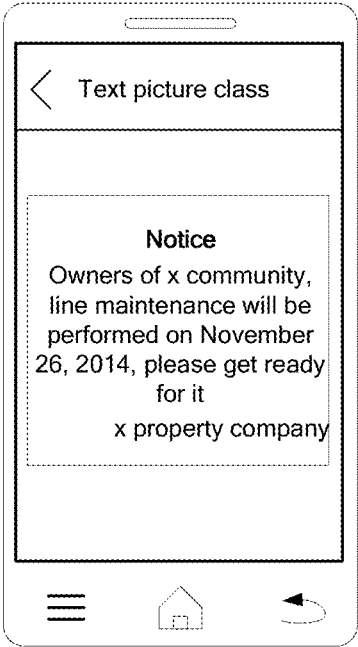 Text picture class
Notice
Owners of x community,
line maintenance will be
performed on November
26, 2014, please get ready
for it
x property company